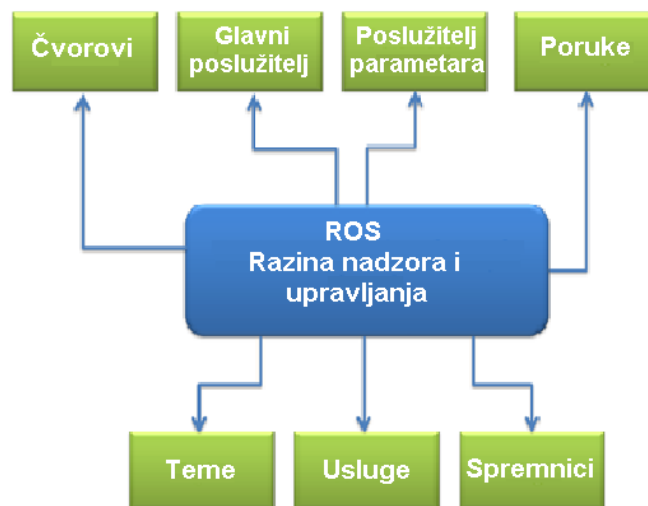 Čvorovi
Glavni
poslužitelj
Poslužitelj
parametara
Poruke
ROS
Razina nadzora i
upravljanja
Teme
Usluge
Spremnici